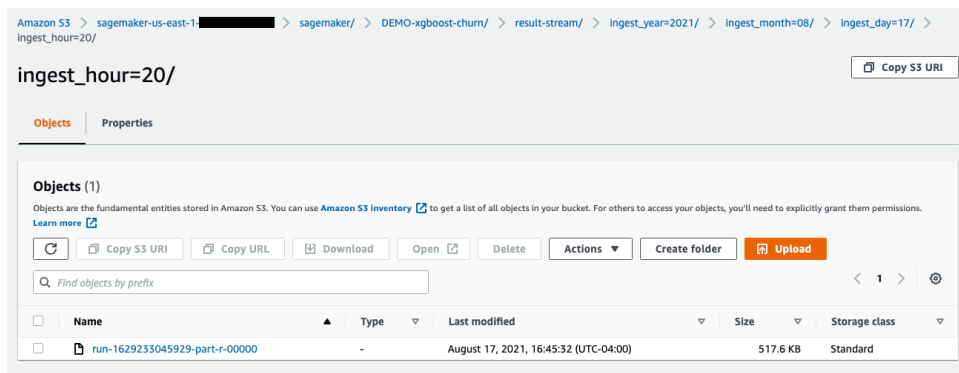 Amazon S3 > sagemaker-us-east-1- > sagemaker/ > DEMO-xgboost-churn/ > result-stream/ > ingest_year=2021/ > ingest_month=08/ > ingest_day=17/ >
ingest_hour=20/
ingest_hour=20/
Copy S3 URI
Objects Properties
Objects (1)
Objects are the fundamental entities stored in Amazon S3. You can use Amazon S3 inventory to get a list of all objects in your bucket. For others to access your objects, you'll need to explicitly grant them permissions.
Learn more
Copy S3 URI Copy URL Download Open Delete Actions Create folder Upload
Find objects by prefix
1
Name Type Last modified Size Storage class
run-1629233045929-part-r-00000 - August 17, 2021, 16:45:32 (UTC-04:00) 517.6 KB Standard